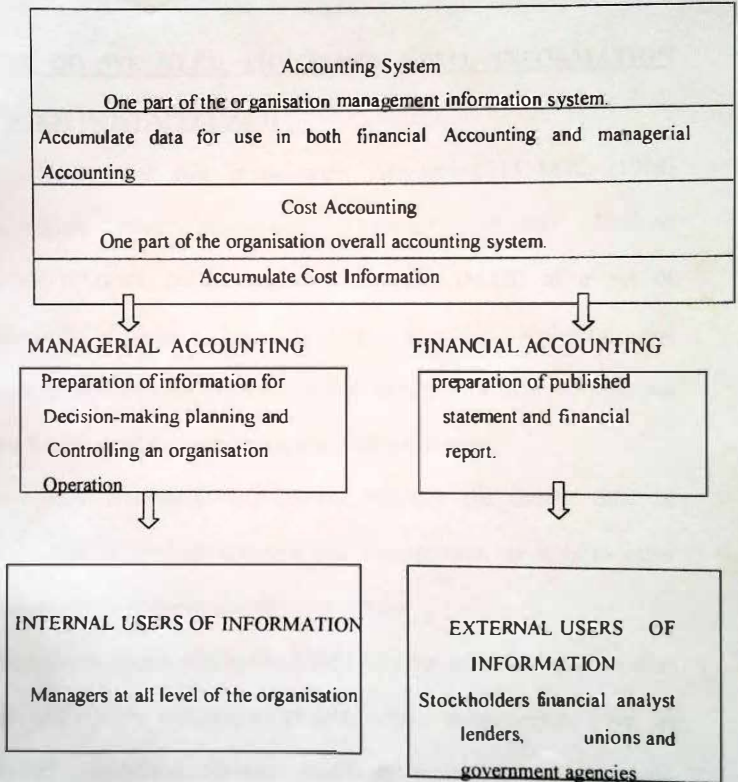 Accounting System
One part of the organisation management information system.
Accumulate data for use in both financial Accounting and managerial
Accounting
Cost Accounting
One part of the organisation overall accounting system.
Accumulate Cost Information
MANAGERIAL ACCOUNTING
Preparation of information for
Decision-making planning and
Controlling an organisation
Operation
FINANCIAL ACCOUNTING
preparation of published
statement and financial
report.
INTERNAL USERS OF INFORMATION
Managers at all level of the organisation
EXTERNAL USERS OF
INFORMATION
Stockholders financial analyst
lenders, unions and
government agencies